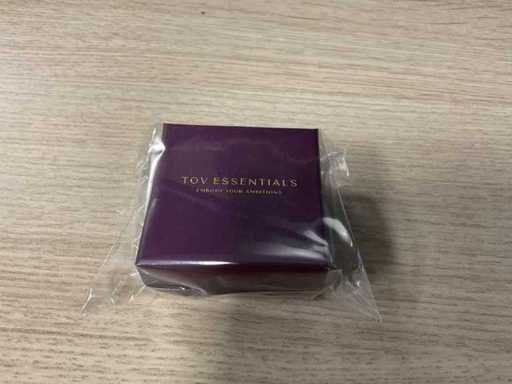 TOV ESSENTIALS
EMBODY YOUR AMBITIONS